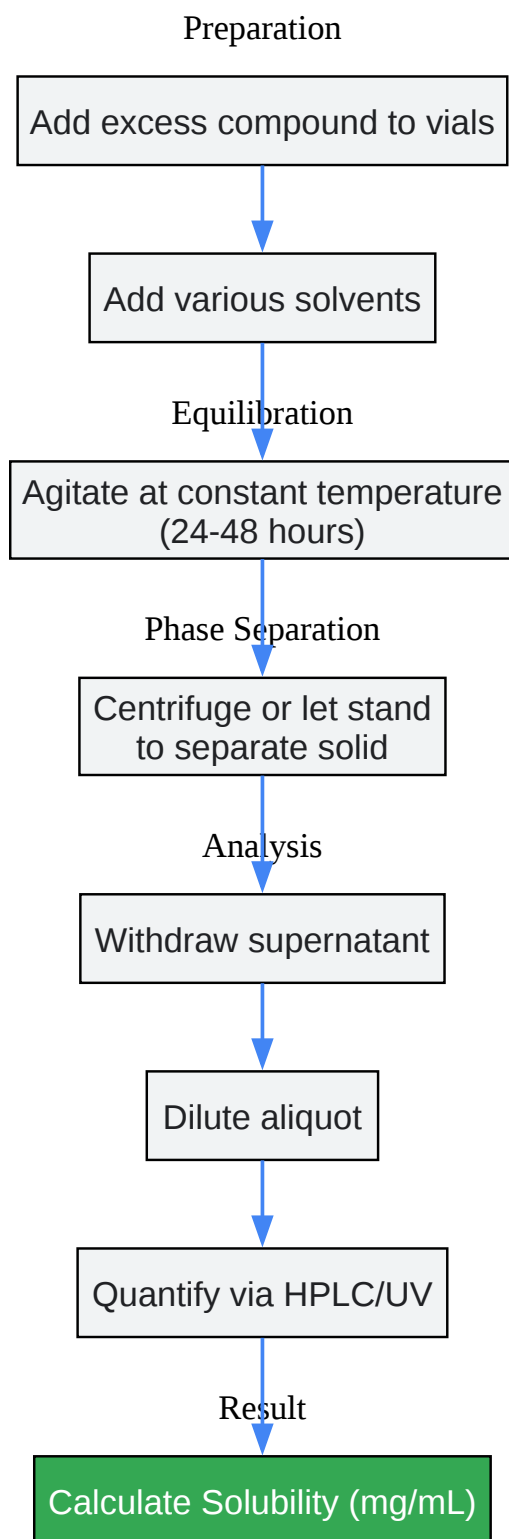 Preparation
Add excess compound to vials
Add various solvents
Equilibration
Agitate at constant temperature
(24-48 hours)
Phase Separation
Centrifuge or let stand
to separate solid
Analysis
Withdraw supernatant
Dilute aliquot
Quantify via HPLC/UV
Result
Calculate Solubility (mg/mL)